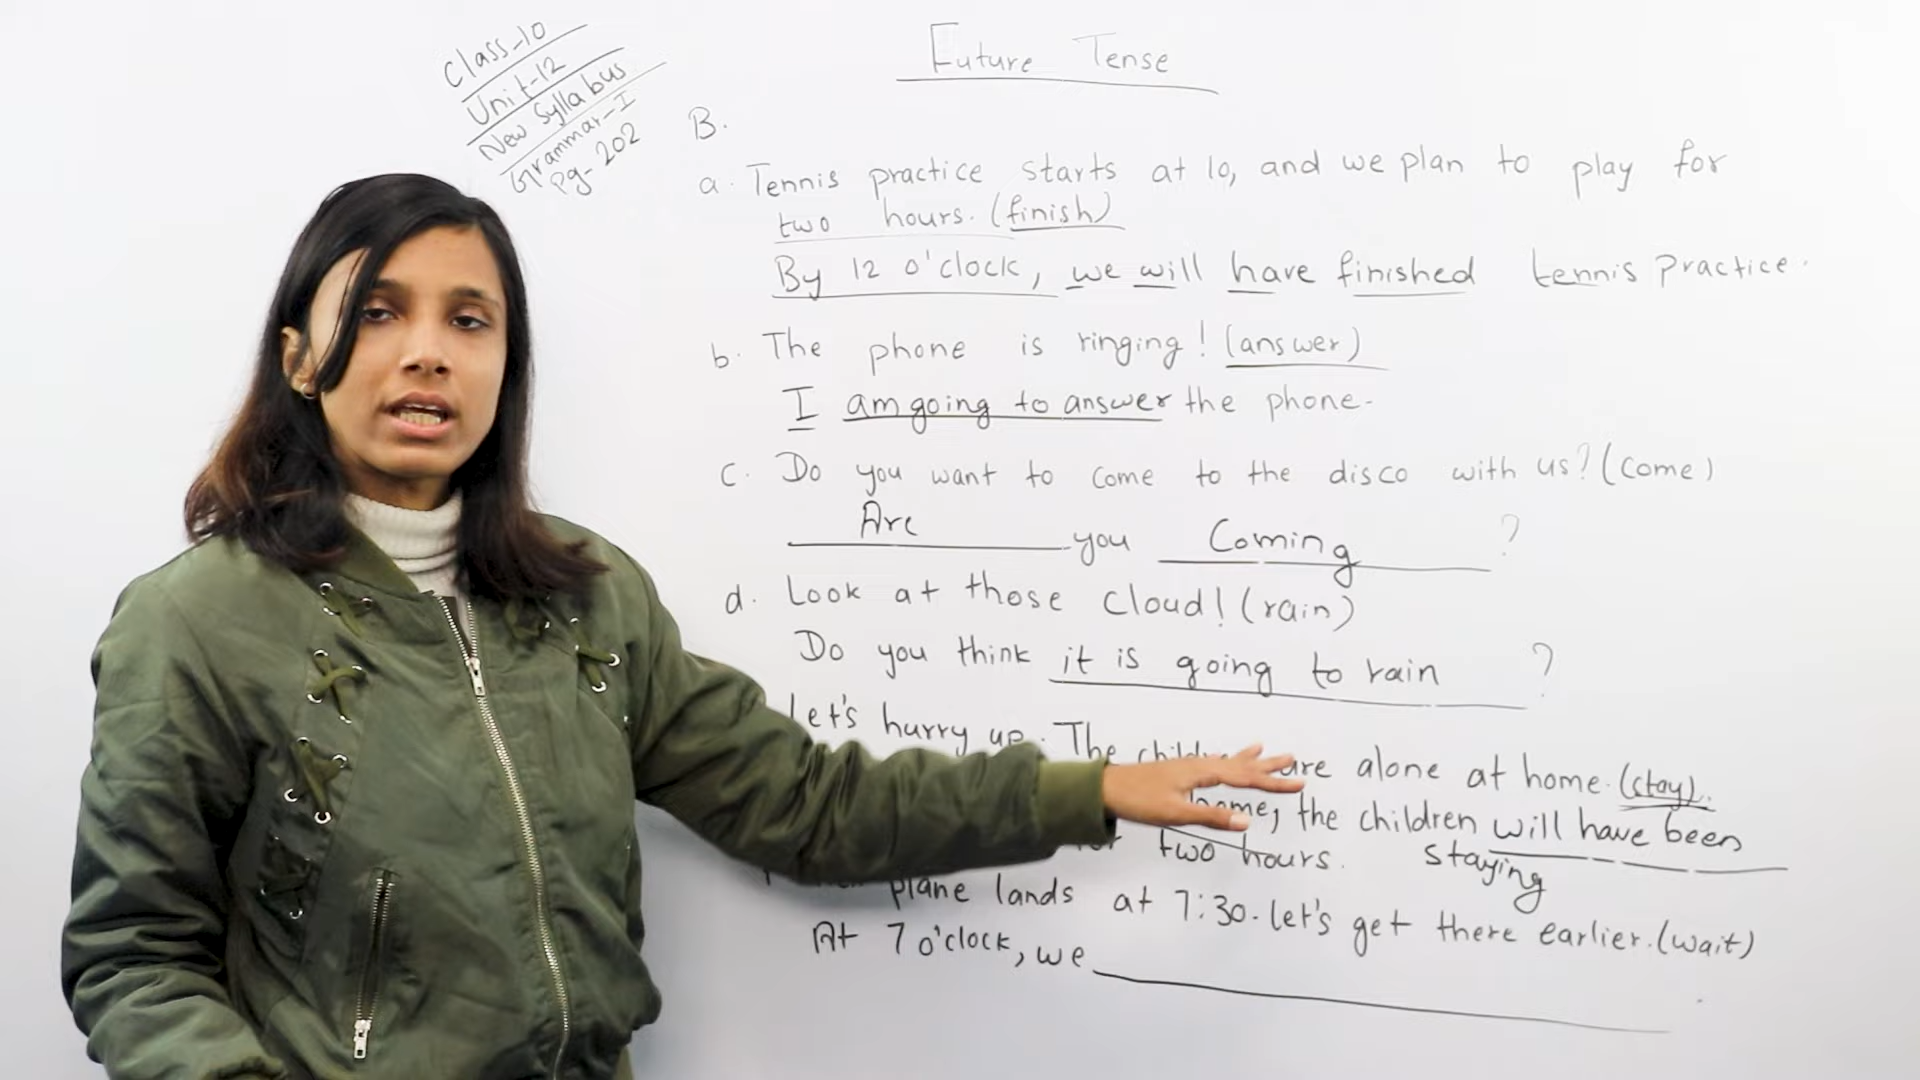 Class-10
Unit-12
New Syllabus
Grammar-I
pg-202
Future Tense
B.
a. Tennis practice starts at 10, and we plan to play for
two hours. (finish)
By 12 o'clock, we will have finished tennis practice.
b. The phone is ringing! (answer)
I am going to answer the phone.
c. Do you want to come to the disco with us? (come)
Are you Coming ?
d. Look at those cloud! (rain)
Do you think it is going to rain ?
Let's hurry up. The are alone at home. (stay).
home, the children will have been
two hours. staying
plane lands at 7:30. let's get there earlier. (wait)
At 7 o'clock, we